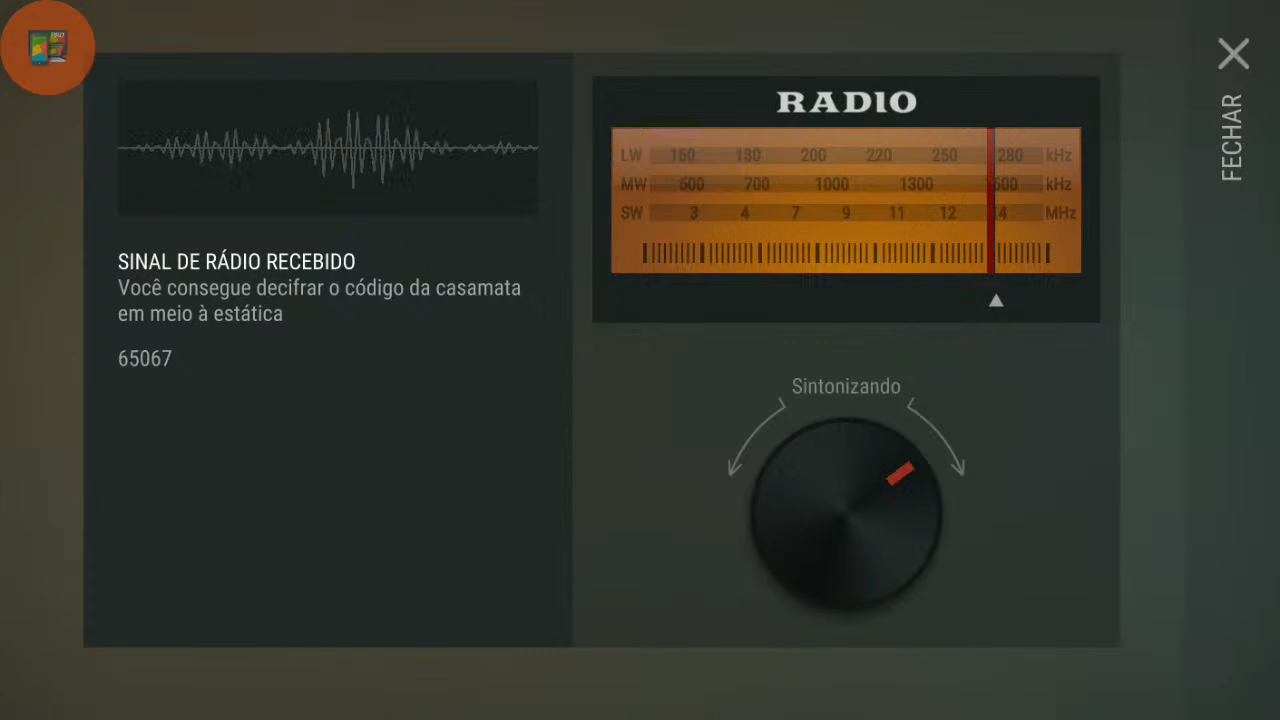 SINAL DE RÁDIO RECEBIDO
Você consegue decifrar o código da casamata
em meio à estática
65067
RADIO
LW 160 180 200 220 250 280 kHz
MW 600 700 1000 1300 1600 kHz
SW 3 4 7 9 11 12 14 MHz
Sintonizando
FECHAR